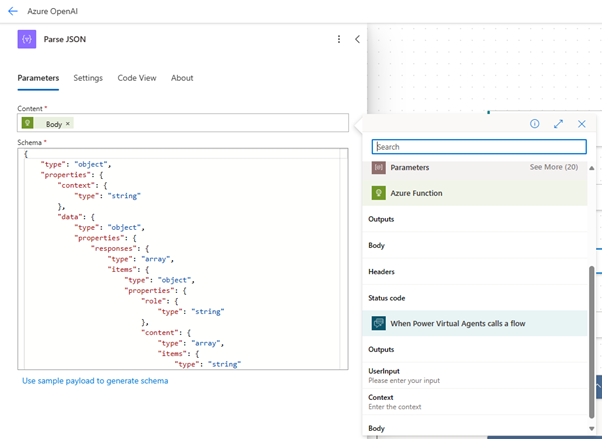 Azure OpenAI
Parse JSON
Parameters Settings Code View About
Content *
Body ×
Schema *
{
"type": "object",
"properties": {
"context": {
"type": "string"
},
"data": {
"type": "object",
"properties": {
"responses": {
"type": "array",
"items": {
"type": "object",
"properties": {
"role": {
"type": "string"
},
"content": {
"type": "array",
"items": {
"type": "string"
Use sample payload to generate schema
Search
Parameters See More (20)
Azure Function
Outputs
Body
Headers
Status code
When Power Virtual Agents calls a flow
Outputs
UserInput
Please enter your input
Context
Enter the context
Body